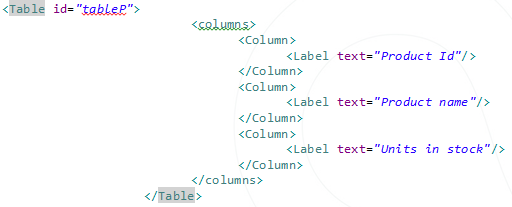 <Table id="tableP">
<columns>
<Column>
<Label text="Product Id"/>
</Column>
<Column>
<Label text="Product name"/>
</Column>
<Column>
<Label text="Units in stock"/>
</Column>
</columns>
</Table>